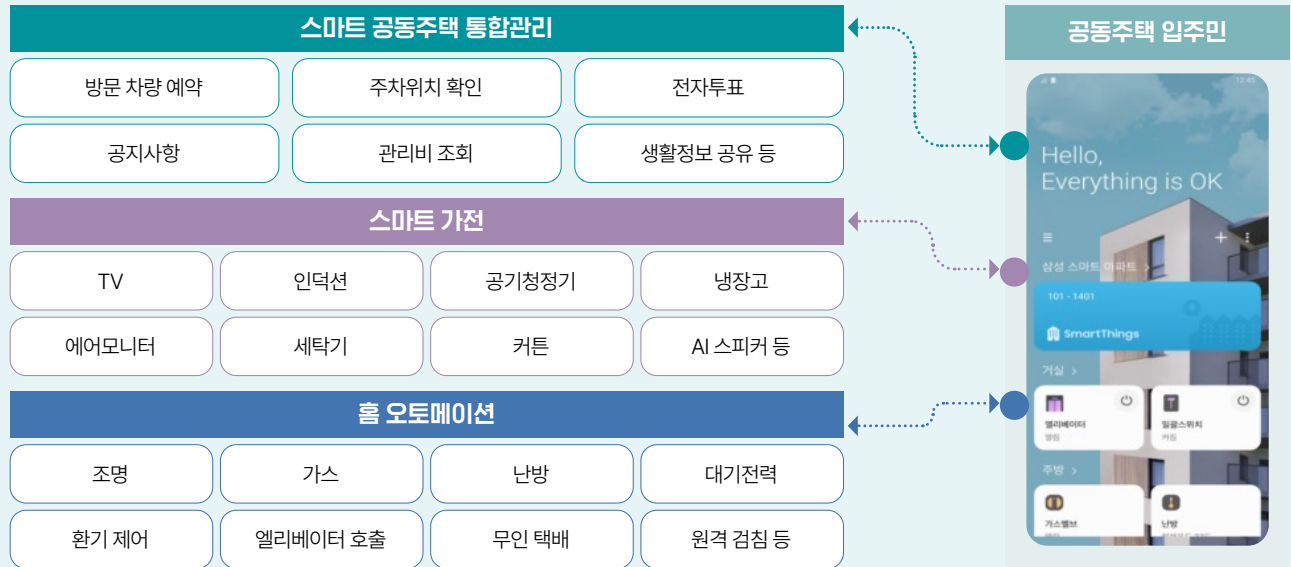 스마트 공동주택 통합관리
방문 차량 예약
주차위치 확인
전자투표
공지사항
관리비 조회
생활정보 공유 등
스마트 가전
TV
인덕션
공기청정기
냉장고
에어모니터
세탁기
커튼
AI 스피커 등
홈 오토메이션
조명
가스
난방
대기전력
환기 제어
엘리베이터 호출
무인 택배
원격 검침 등
공동주택 입주민
12:45
Hello,
Everything is OK
삼성 스마트 아파트 >
101 - 1401
SmartThings
거실 >
엘리베이터
일괄스위치
열림
켜짐
주방 >
가스밸브
난방